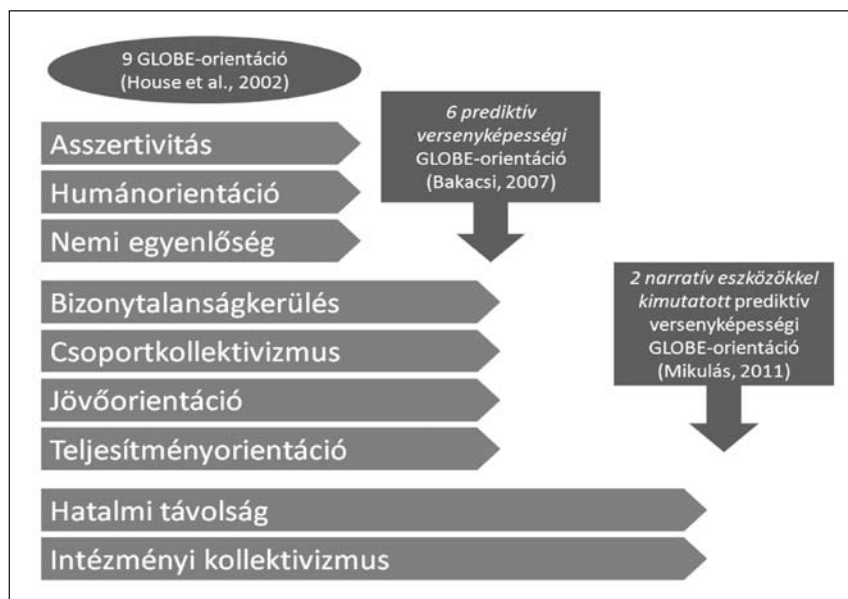 9 GLOBE-orientáció
(House et al., 2002)
Asszertivitás
Humánorientáció
Nemi egyenlőség
6 prediktív
versenyképességi
GLOBE-orientáció
(Bakacsi, 2007)
Bizonytalanságkerülés
Csoportkollektivizmus
Jövőorientáció
Teljesítményorientáció
2 narratív eszközökkel
kimutatott prediktív
versenyképességi
GLOBE-orientáció
(Mikulás, 2011)
Hatalmi távolság
Intézményi kollektivizmus